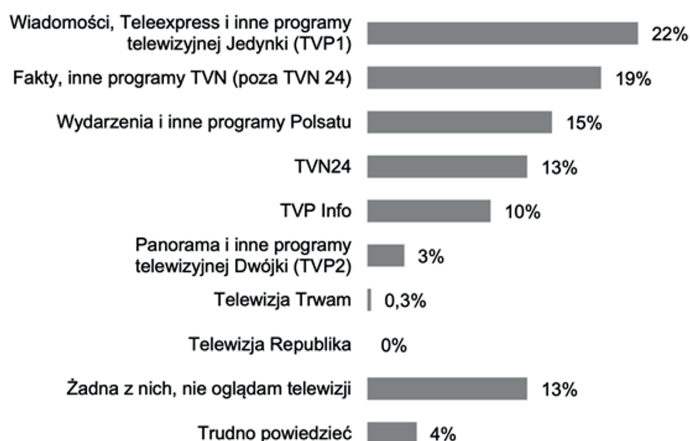 Wiadomości, Teleexpress i inne programy
telewizyjnej Jedynki (TVP1)
22%
Fakty, inne programy TVN (poza TVN 24)
19%
Wydarzenia i inne programy Polsatu
15%
TVN24
13%
TVP Info
10%
Panorama i inne programy
telewizyjnej Dwójki (TVP2)
3%
Telewizja Trwam
0,3%
Telewizja Republika
0%
Żadna z nich, nie oglądam telewizji
13%
Trudno powiedzieć
4%